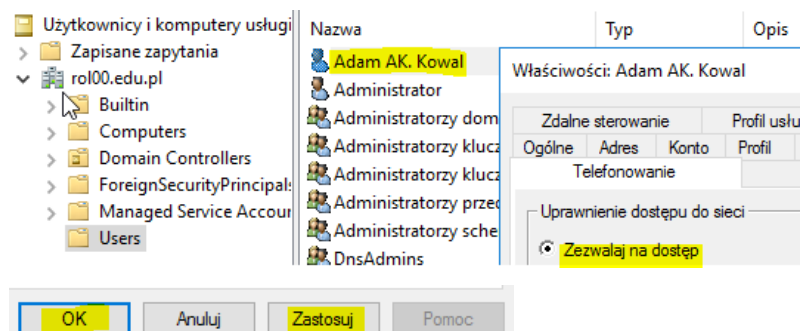 Użytkownicy i komputery usługi
Zapisane zapytania
rol00.edu.pl
Builtin
Computers
Domain Controllers
ForeignSecurityPrincipals
Managed Service Accour
Users
Nazwa Typ Opis
Adam AK. Kowal
Administrator
Administratorzy dom
Administratorzy klucz
Administratorzy klucz
Administratorzy przed
Administratorzy sche
DnsAdmins
Właściwości: Adam AK. Kowal
Zdalne sterowanie Profil usłu
Ogólne Adres Konto Profil
Telefonowanie
Uprawnienie dostępu do sieci
Zezwalaj na dostęp
OK Anuluj Zastosuj Pomoc